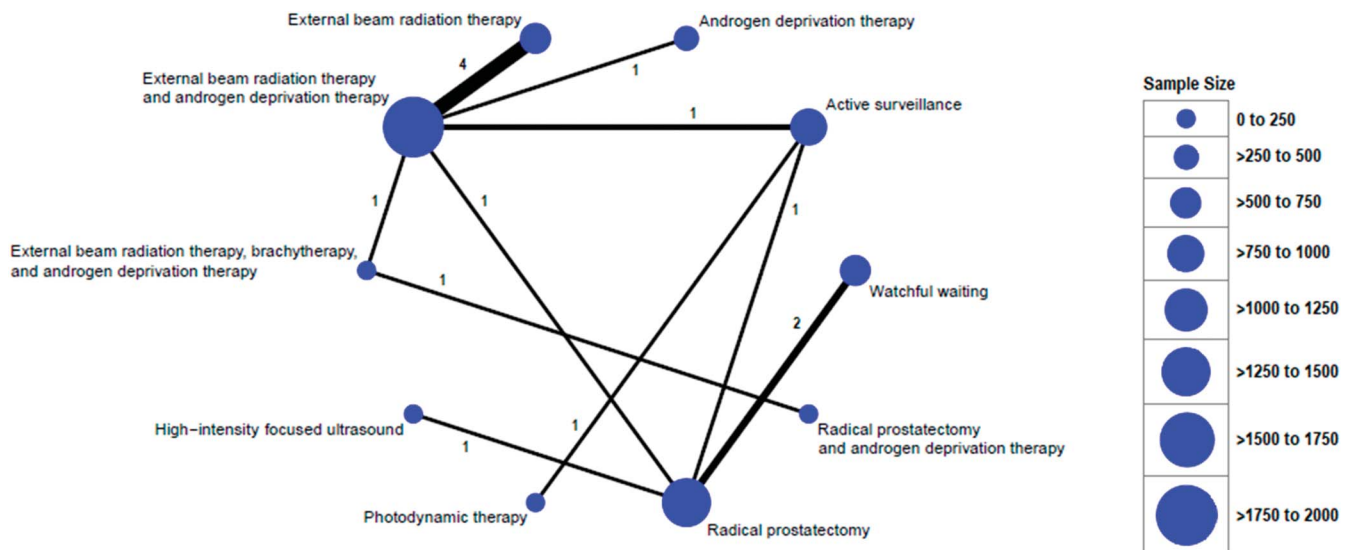 External beam radiation therapy
Androgen deprivation therapy
4
1
External beam radiation therapy
and androgen deprivation therapy
1
Active surveillance
1
1
1
External beam radiation therapy, brachytherapy,
and androgen deprivation therapy
1
Watchful waiting
2
High−intensity focused ultrasound
1
1
Radical prostatectomy
and androgen deprivation therapy
Photodynamic therapy
Radical prostatectomy
Sample Size
0 to 250
>250 to 500
>500 to 750
>750 to 1000
>1000 to 1250
>1250 to 1500
>1500 to 1750
>1750 to 2000